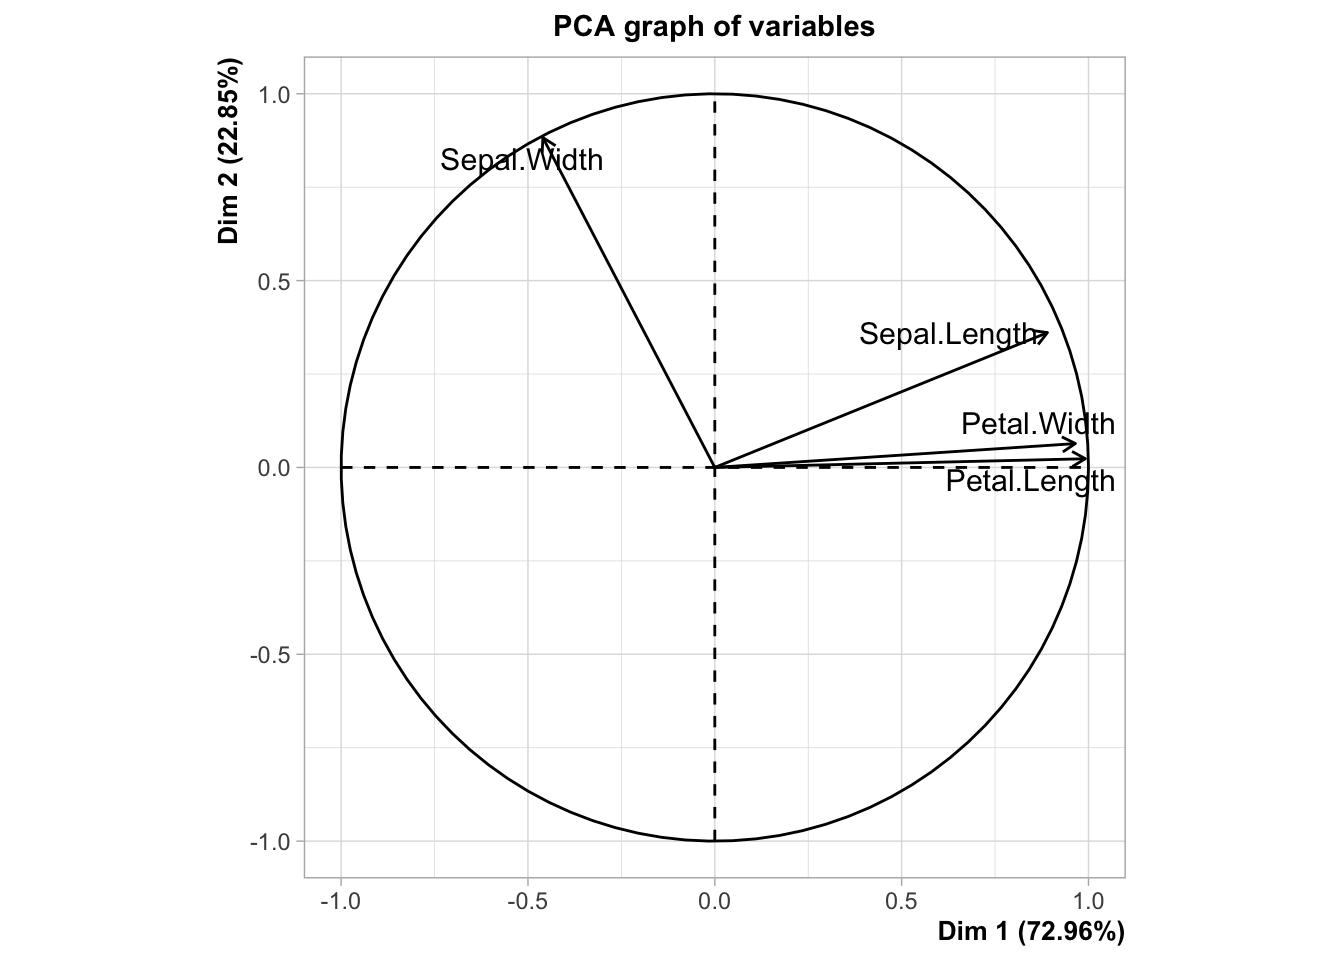 PCA graph of variables
Dim 2 (22.85%)
1.0
0.5
0.0
-0.5
-1.0
Sepal.Width
Sepal.Length
Petal.Width
Petal.Length
-1.0
-0.5
0.0
0.5
1.0
Dim 1 (72.96%)